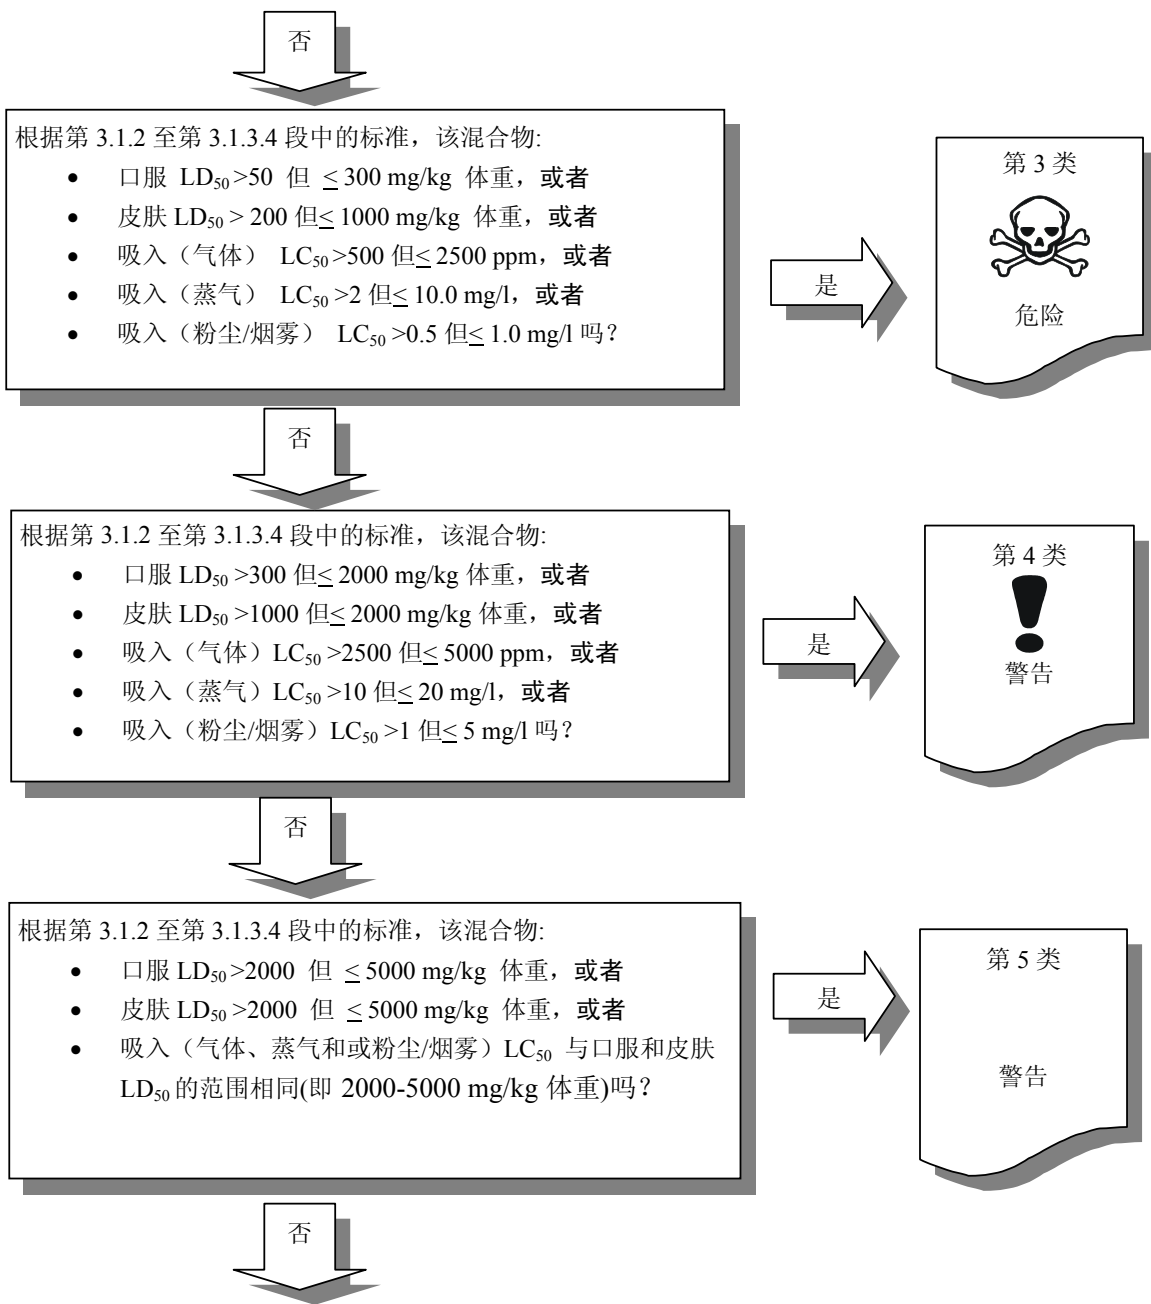 否
根据第 3.1.2 至第 3.1.3.4 段中的标准，该混合物:
• 口服 LD50 >50 但 ≤ 300 mg/kg 体重，或者
• 皮肤 LD50 > 200 但≤ 1000 mg/kg 体重，或者
• 吸入（气体） LC50 >500 但≤ 2500 ppm，或者
• 吸入（蒸气） LC50 >2 但≤ 10.0 mg/l，或者
• 吸入（粉尘/烟雾） LC50 >0.5 但≤ 1.0 mg/l 吗？
是
第 3 类
危险
否
根据第 3.1.2 至第 3.1.3.4 段中的标准，该混合物:
• 口服 LD50 >300 但≤ 2000 mg/kg 体重，或者
• 皮肤 LD50 >1000 但≤ 2000 mg/kg 体重，或者
• 吸入（气体）LC50 >2500 但≤ 5000 ppm，或者
• 吸入（蒸气）LC50 >10 但≤ 20 mg/l，或者
• 吸入（粉尘/烟雾）LC50 >1 但≤ 5 mg/l 吗？
是
第 4 类
警告
否
根据第 3.1.2 至第 3.1.3.4 段中的标准，该混合物:
• 口服 LD50 >2000 但 ≤ 5000 mg/kg 体重，或者
• 皮肤 LD50 >2000 但 ≤ 5000 mg/kg 体重，或者
• 吸入（气体、蒸气和或粉尘/烟雾）LC50 与口服和皮肤
LD50 的范围相同(即 2000-5000 mg/kg 体重)吗？
是
第 5 类
警告
否